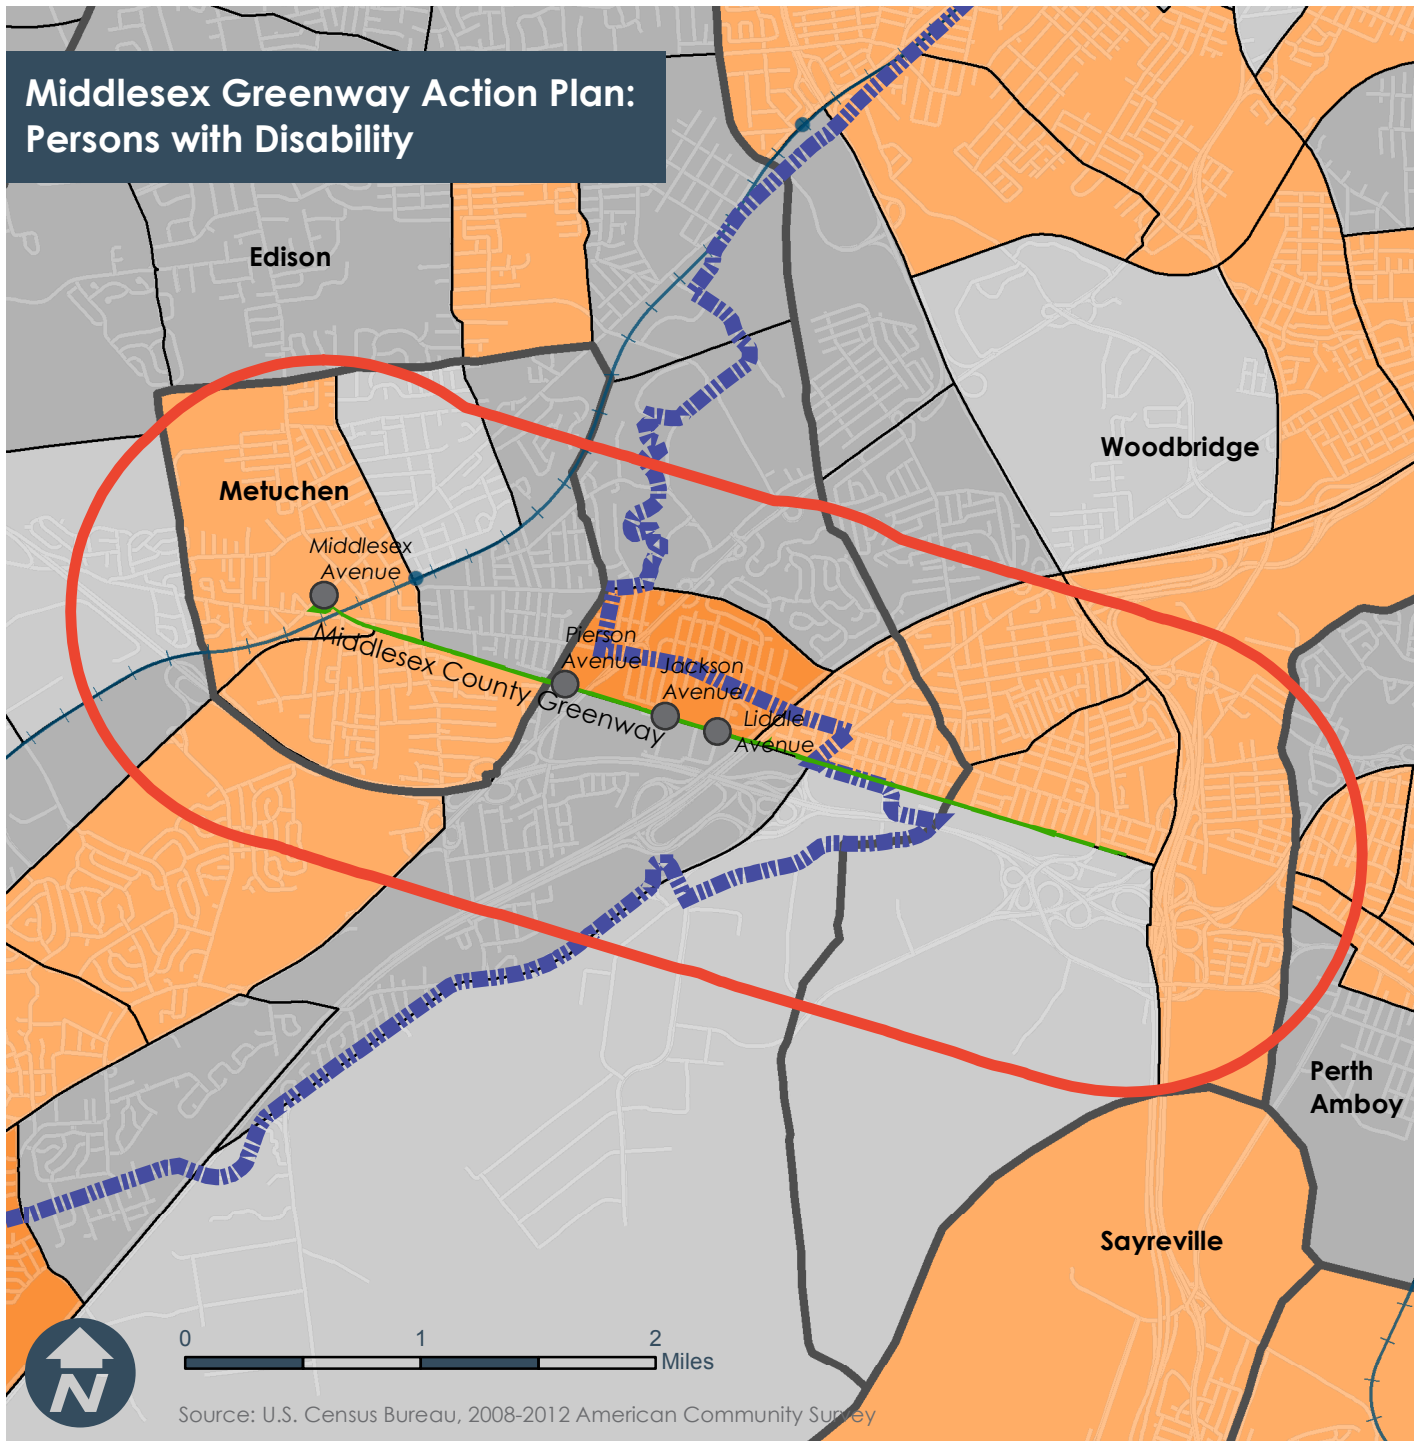 Middlesex Greenway Action Plan:
Persons with Disability
Edison
Woodbridge
Metuchen
Middlesex
Avenue
Middlesex County Greenway
Pierson
Avenue
Jackson
Avenue
Liddle
Avenue
Perth
Amboy
Sayreville
0 1 2
Miles
N
Source: U.S. Census Bureau, 2008-2012 American Community Survey